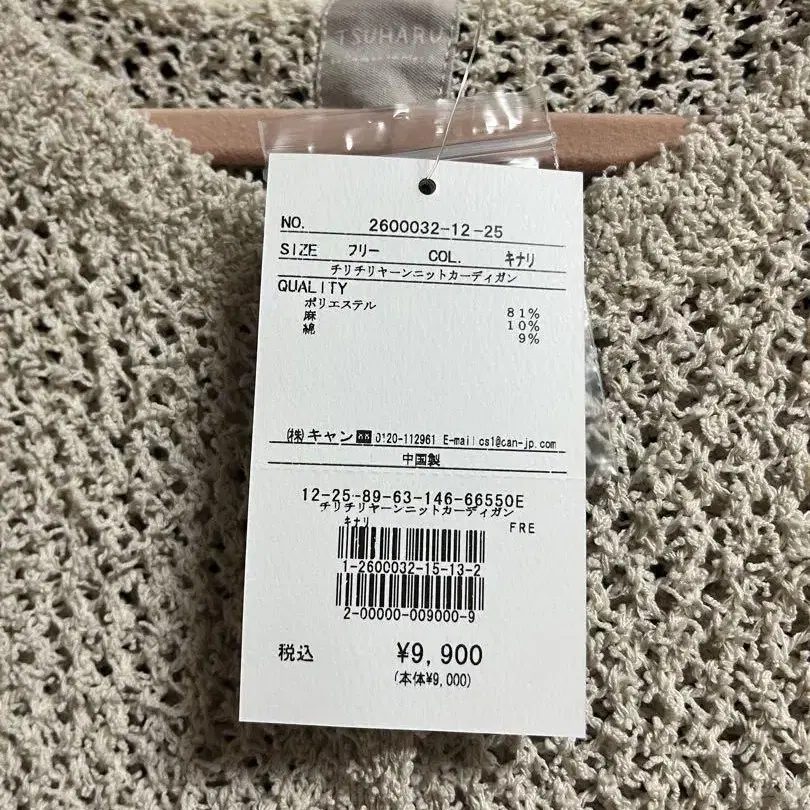 TSUHARU
NO. 2600032-12-25
SIZE フリー COL. キナリ
チリチリヤーンニットカーディガン
QUALITY
ポリエステル 81%
麻 10%
綿 9%
(株)キャン 0120-112961 E-mail cs1@can-jp.com
中国製
12-25-89-63-146-66550E
チリチリヤーンニットカーディガン
キナリ FRE
1-2600032-15-13-2
2-00000-009000-9
税込 ¥9,900
(本体¥9,000)